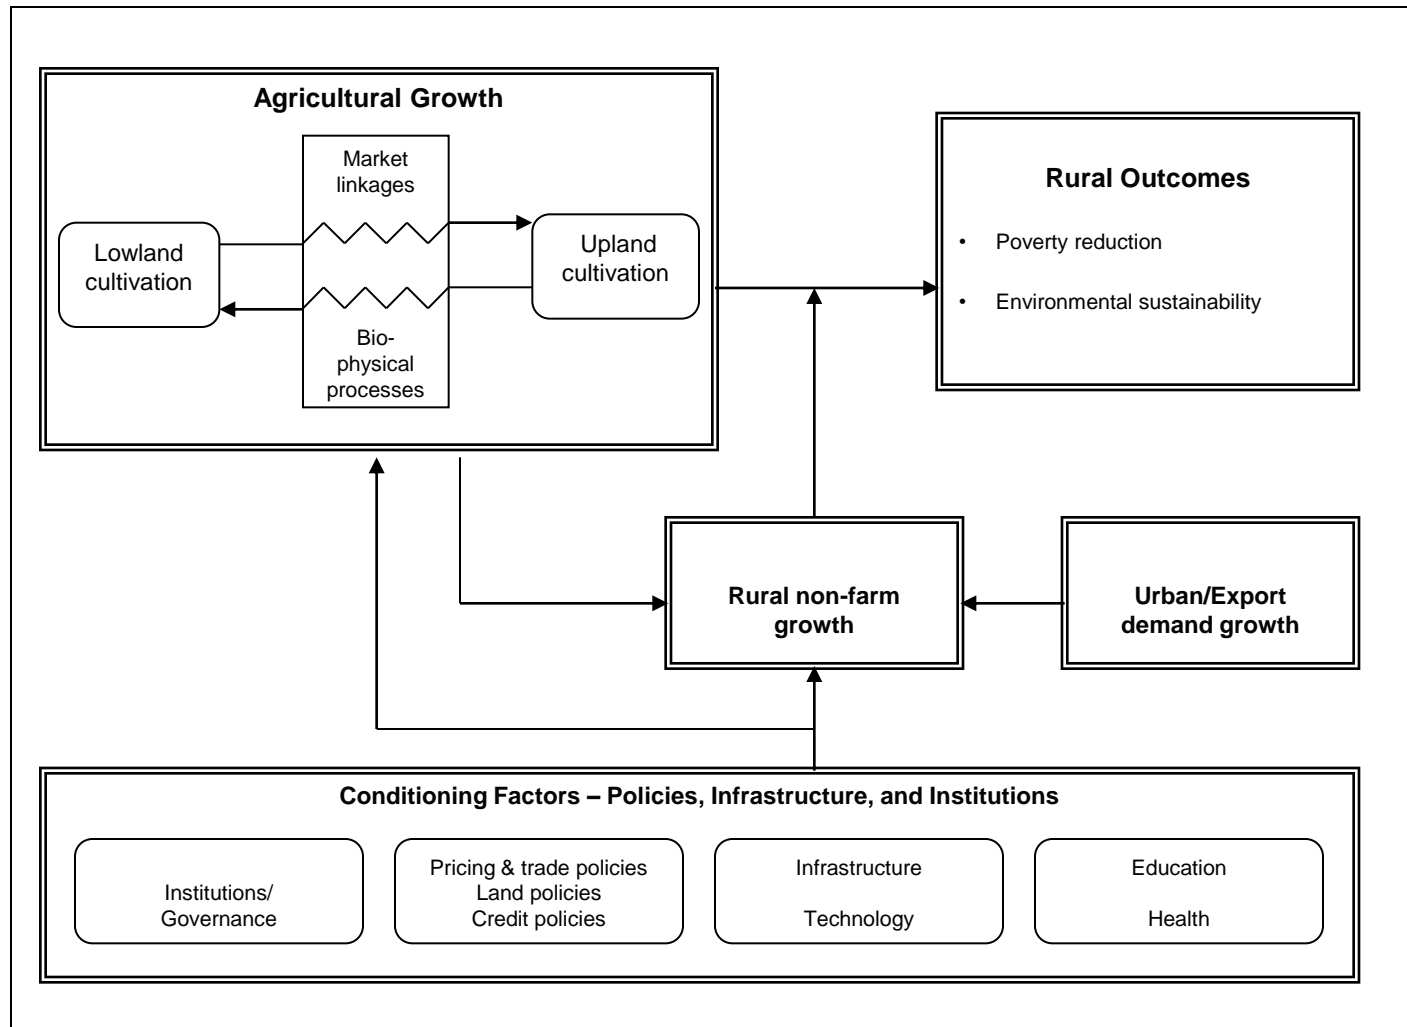 Agricultural Growth
Market
linkages
Lowland
cultivation
Upland
cultivation
Bio-
physical
processes
Rural Outcomes
• Poverty reduction
• Environmental sustainability
Rural non-farm
growth
Urban/Export
demand growth
Conditioning Factors – Policies, Infrastructure, and Institutions
Institutions/
Governance
Pricing & trade policies
Land policies
Credit policies
Infrastructure
Technology
Education
Health